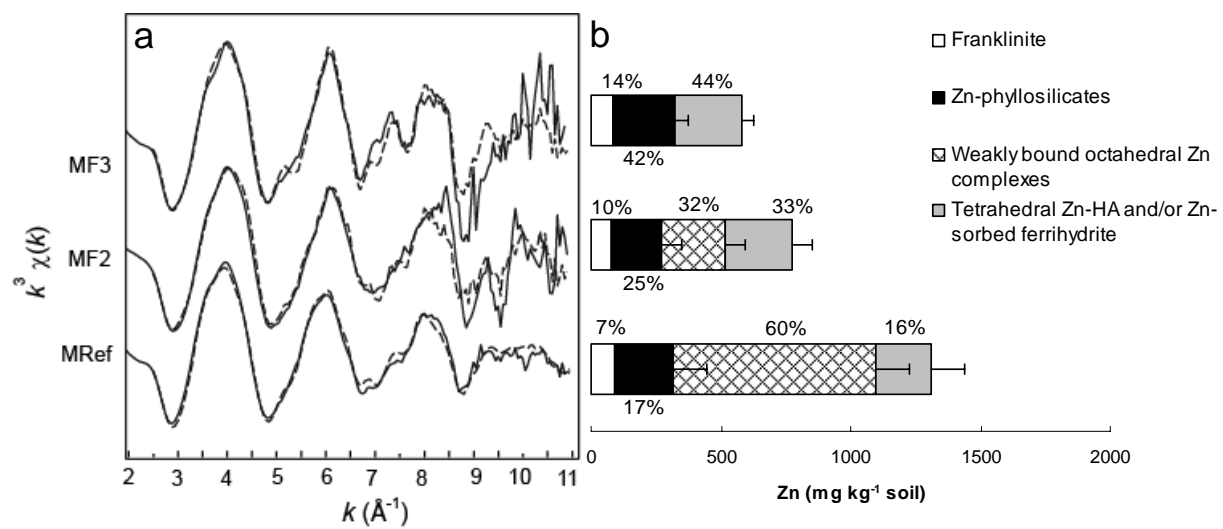 a
MF3
MF2
MRef
k³ χ(k)
2 3 4 5 6 7 8 9 10 11
k (Å⁻¹)
b
14% 44%
42%
10% 32% 33%
25%
7% 60% 16%
17%
0 500 1000 1500 2000
Zn (mg kg⁻¹ soil)
Franklinite
Zn-phyllosilicates
Weakly bound octahedral Zn
complexes
Tetrahedral Zn-HA and/or Zn-
sorbed ferrihydrite